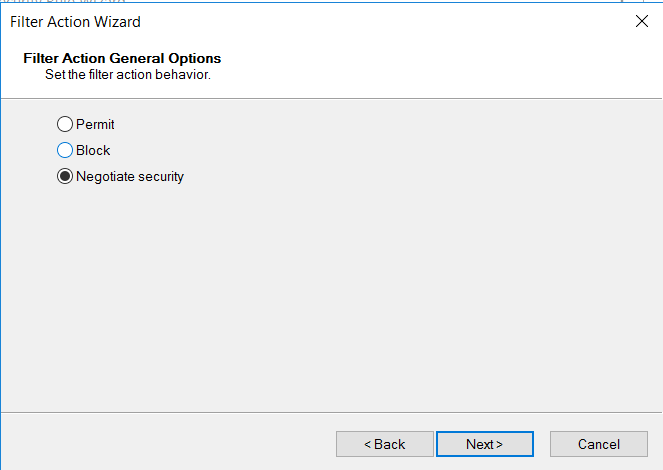 Filter Action Wizard
Filter Action General Options
Set the filter action behavior.
Permit
Block
Negotiate security
< Back
Next >
Cancel